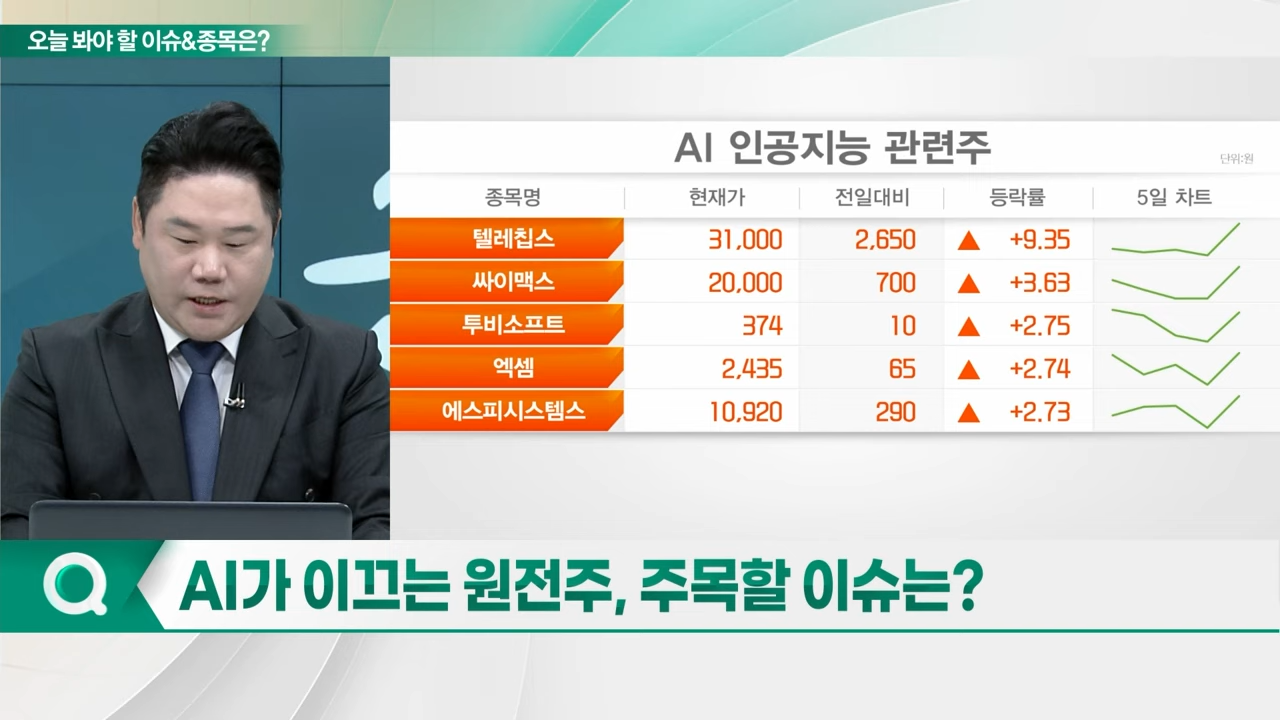 오늘 봐야 할 이슈&종목은?
AI 인공지능 관련주
단위:원
종목명 현재가 전일대비 등락률 5일 차트
텔레칩스 31,000 2,650 ▲ +9.35
싸이맥스 20,000 700 ▲ +3.63
투비소프트 374 10 ▲ +2.75
엑셈 2,435 65 ▲ +2.74
에스피시스템스 10,920 290 ▲ +2.73
AI가 이끄는 원전주, 주목할 이슈는?